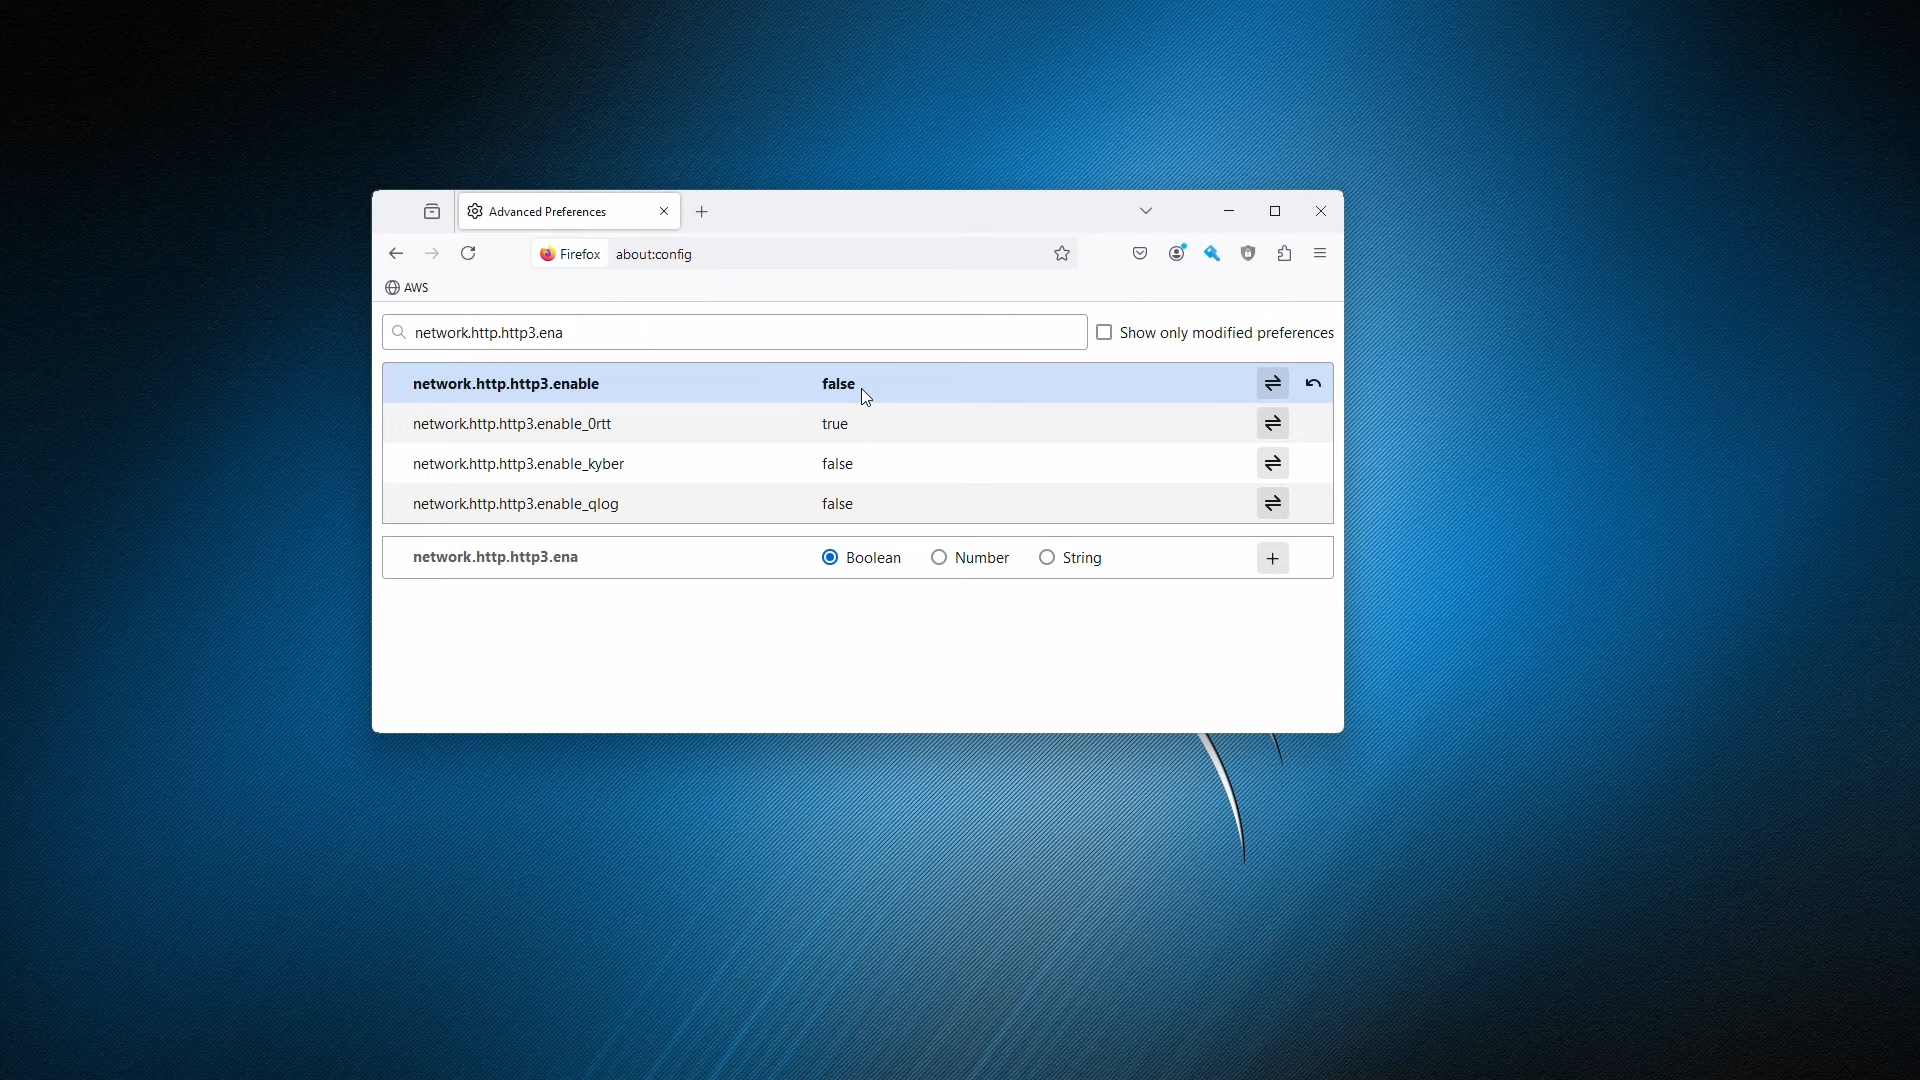 Advanced Preferences
Firefox about:config
AWS
network.http.http3.ena
Show only modified preferences
network.http.http3.enable false
network.http.http3.enable_0rtt true
network.http.http3.enable_kyber false
network.http.http3.enable_qlog false
network.http.http3.ena Boolean Number String